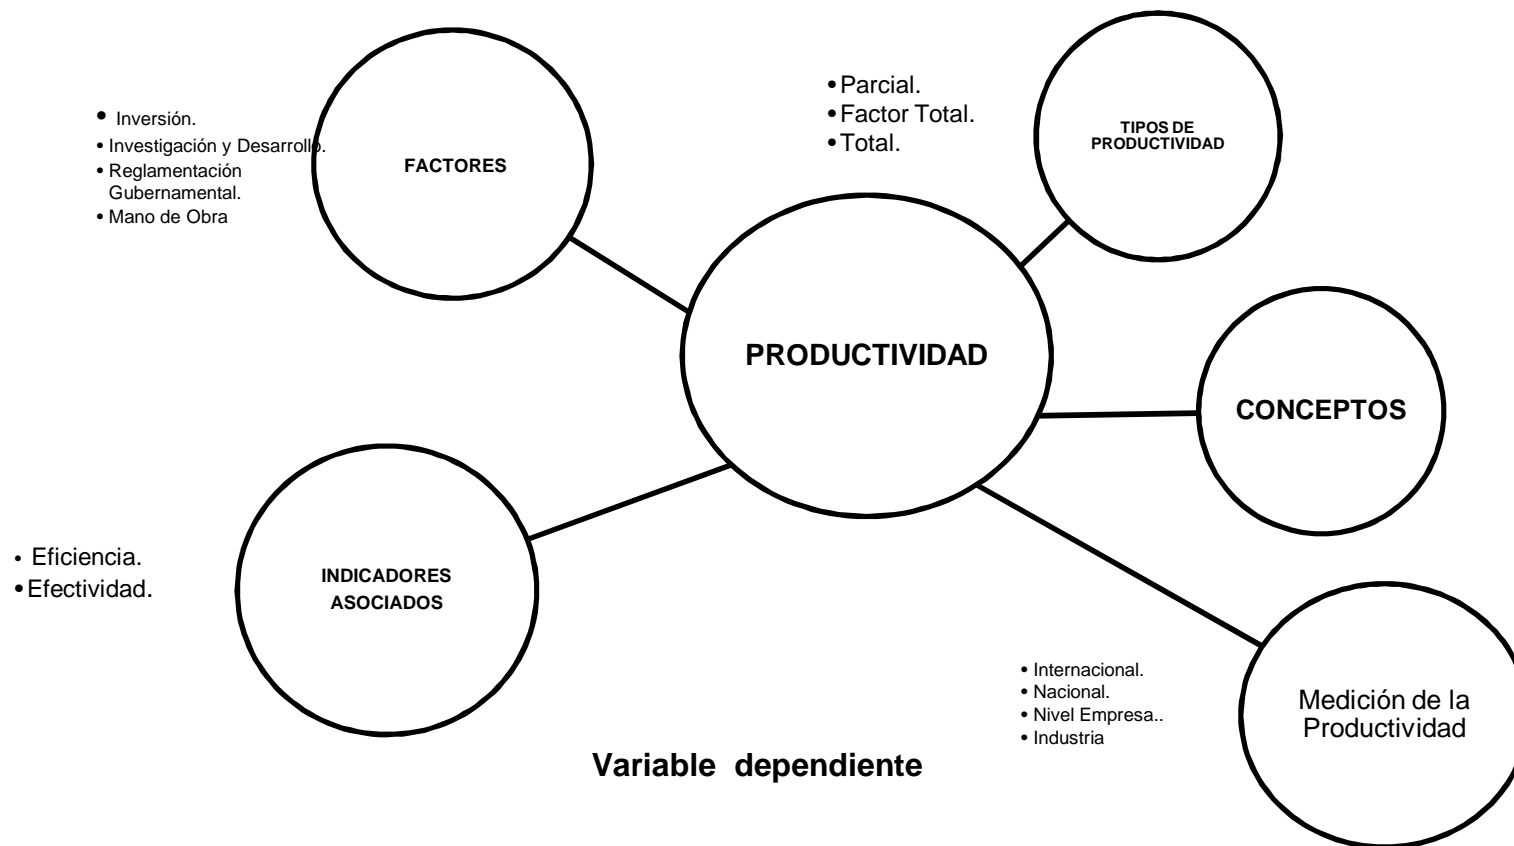 • Inversión.
• Investigación y Desarrollo.
• Reglamentación
Gubernamental.
• Mano de Obra
FACTORES
•Parcial.
•Factor Total.
•Total.
TIPOS DE
PRODUCTIVIDAD
PRODUCTIVIDAD
CONCEPTOS
• Eficiencia.
•Efectividad.
INDICADORES
ASOCIADOS
• Internacional.
• Nacional.
• Nivel Empresa..
• Industria
Medición de la
Productividad
Variable dependiente